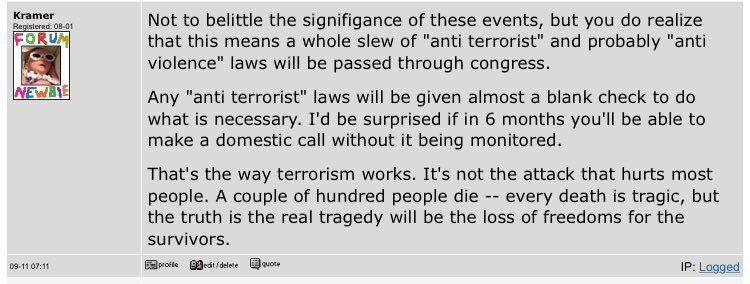 Kramer
Registered: 08-01
FORUM
NEWBIE
Not to belittle the signifigance of these events, but you do realize
that this means a whole slew of "anti terrorist" and probably "anti
violence" laws will be passed through congress.
Any "anti terrorist" laws will be given almost a blank check to do
what is necessary. I'd be surprised if in 6 months you'll be able to
make a domestic call without it being monitored.
That's the way terrorism works. It's not the attack that hurts most
people. A couple of hundred people die -- every death is tragic, but
the truth is the real tragedy will be the loss of freedoms for the
survivors.
09-11 07:11 profile edit/delete quote IP: Logged